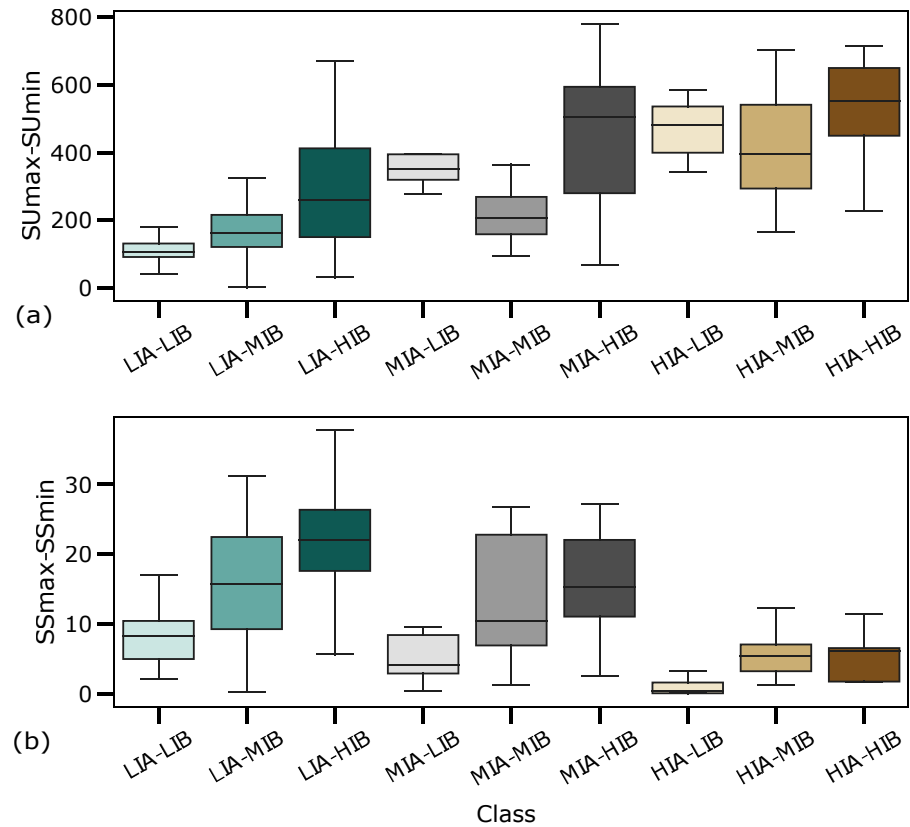 800
600
400
200
0
SUmax-SUmin
(a)
LIA-LIB
LIA-MIB
LIA-HIB
MIA-LIB
MIA-MIB
MIA-HIB
HIA-LIB
HIA-MIB
HIA-HIB
30
20
10
0
SSmax-SSmin
(b)
LIA-LIB
LIA-MIB
LIA-HIB
MIA-LIB
MIA-MIB
MIA-HIB
HIA-LIB
HIA-MIB
HIA-HIB
Class